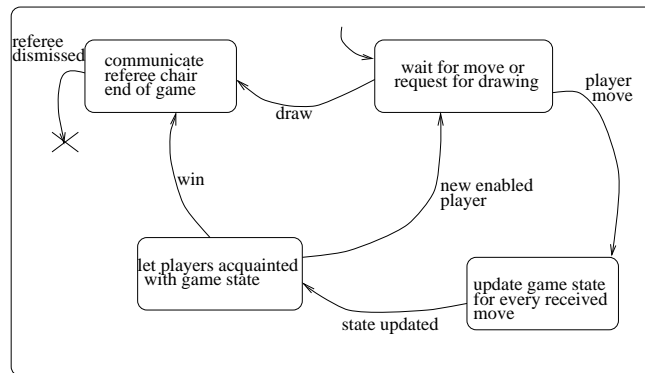 referee
dismissed
communicate
referee chair
end of game
wait for move or
request for drawing
player
move
draw
win
new enabled
player
let players acquainted
with game state
update game state
for every received
move
state updated